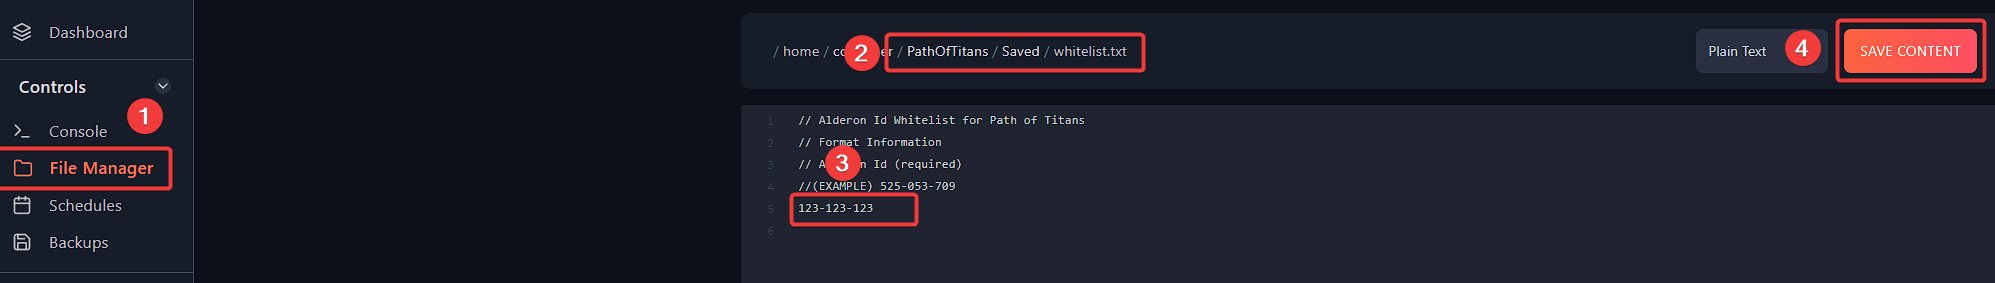 Dashboard
Controls
1
Console
File Manager
Schedules
Backups
/ home / / PathOfTitans / Saved / whitelist.txt
2
Plain Text
4
SAVE CONTENT
1 // Alderon Id Whitelist for Path of Titans
2 // Format Information
3 // Id (required)
3
4 //(EXAMPLE) 525-053-709
5 123-123-123
6